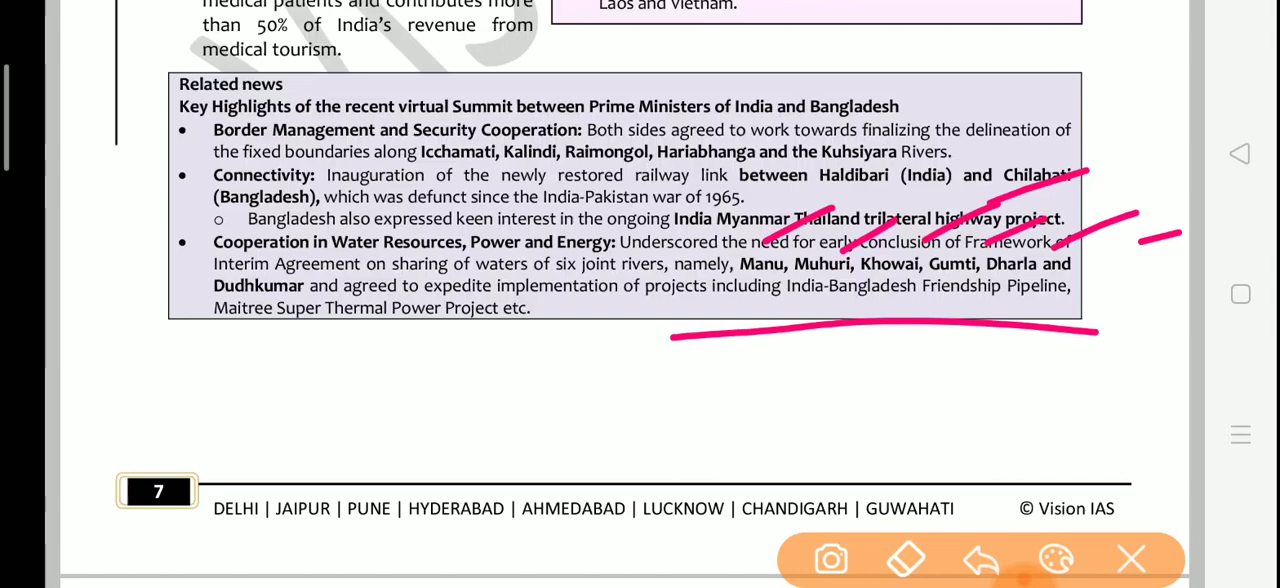 medical patients and contributes more
than 50% of India's revenue from
medical tourism.
Laos and Vietnam.
Related news
Key Highlights of the recent virtual Summit between Prime Ministers of India and Bangladesh
• Border Management and Security Cooperation: Both sides agreed to work towards finalizing the delineation of
the fixed boundaries along Icchamati, Kalindi, Raimongol, Hariabhanga and the Kuhsiyara Rivers.
• Connectivity: Inauguration of the newly restored railway link between Haldibari (India) and Chilahati
(Bangladesh), which was defunct since the India-Pakistan war of 1965.
o Bangladesh also expressed keen interest in the ongoing India Myanmar Thailand trilateral highway project.
• Cooperation in Water Resources, Power and Energy: Underscored the need for early conclusion of Framework of
Interim Agreement on sharing of waters of six joint rivers, namely, Manu, Muhuri, Khowai, Gumti, Dharla and
Dudhkumar and agreed to expedite implementation of projects including India-Bangladesh Friendship Pipeline,
Maitree Super Thermal Power Project etc.
7
DELHI | JAIPUR | PUNE | HYDERABAD | AHMEDABAD | LUCKNOW | CHANDIGARH | GUWAHATI
© Vision IAS